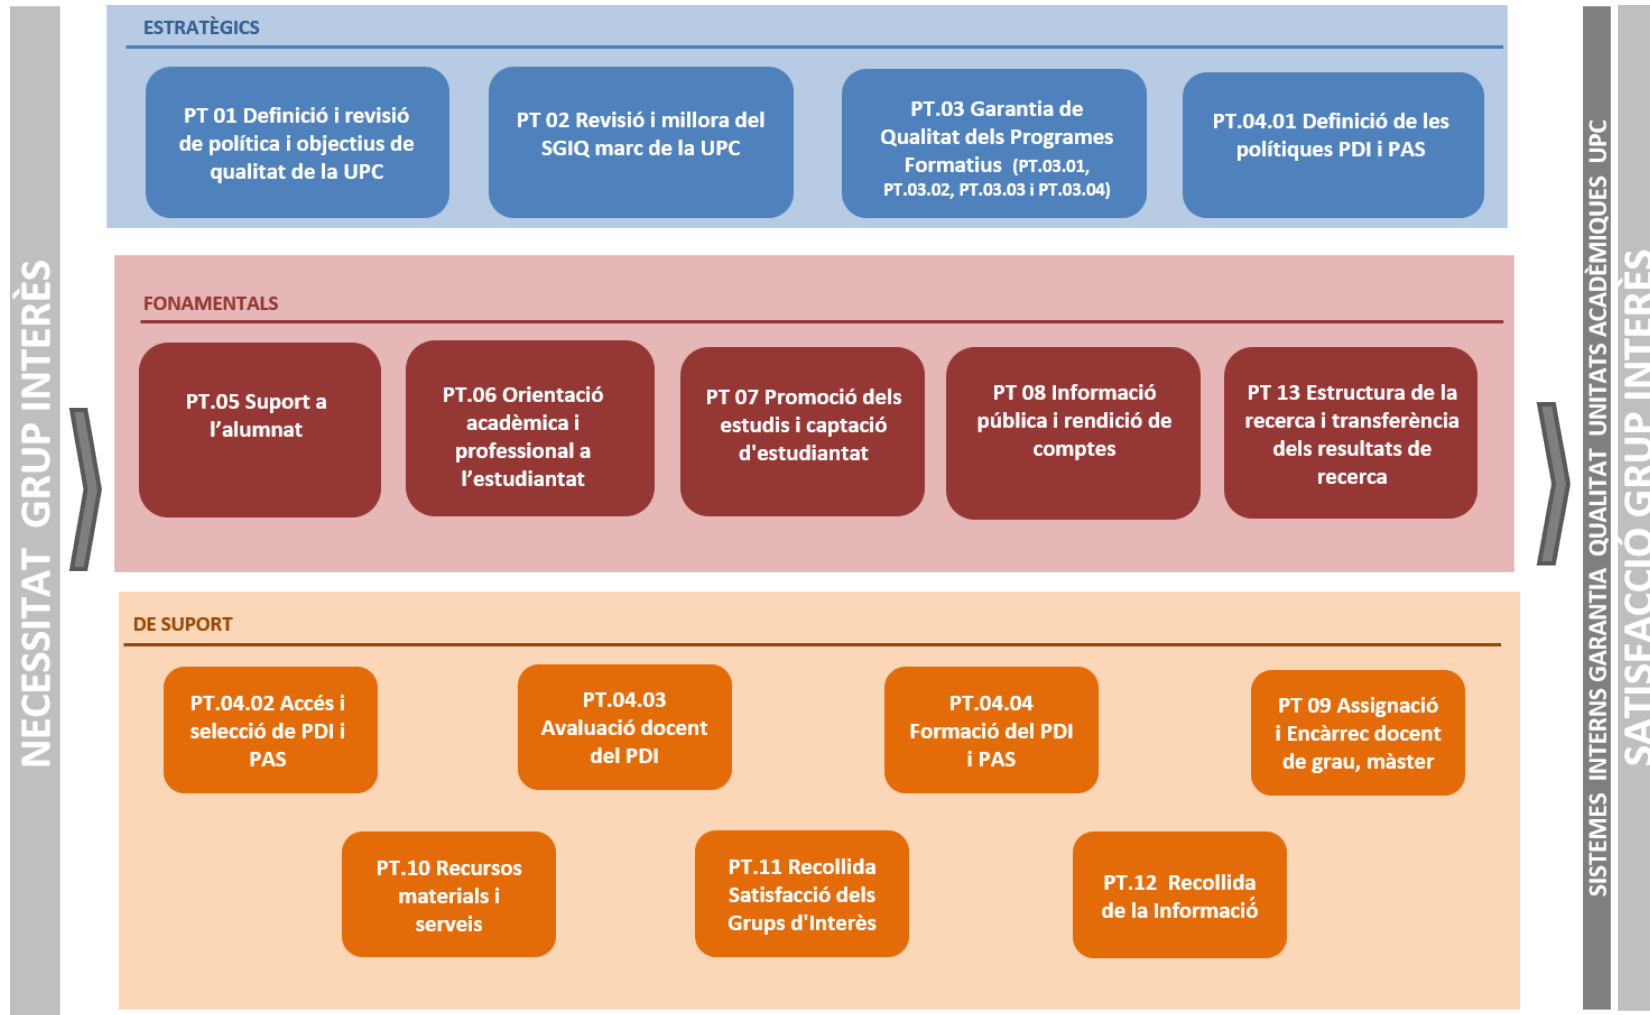 NECESSITAT GRUP INTERÈS
ESTRATÈGICS
PT 01 Definició i revisió
de política i objectius de
qualitat de la UPC
PT 02 Revisió i millora del
SGIQ marc de la UPC
PT.03 Garantia de
Qualitat dels Programes
Formatius (PT.03.01,
PT.03.02, PT.03.03 i PT.03.04)
PT.04.01 Definició de les
polítiques PDI i PAS
FONAMENTALS
PT.05 Suport a
l’alumnat
PT.06 Orientació
acadèmica i
professional a
l’estudiantat
PT 07 Promoció dels
estudis i captació
d'estudiantat
PT 08 Informació
pública i rendició de
comptes
PT 13 Estructura de la
recerca i transferència
dels resultats de
recerca
DE SUPORT
PT.04.02 Accés i
selecció de PDI i
PAS
PT.04.03
Avaluació docent
del PDI
PT.04.04
Formació del PDI
i PAS
PT 09 Assignació
i Encàrrec docent
de grau, màster
PT.10 Recursos
materials i
serveis
PT.11 Recollida
Satisfacció dels
Grups d'Interès
PT.12 Recollida
de la Informació
SISTEMES INTERNS GARANTIA QUALITAT UNITATS ACADÈMIQUES UPC
SATISFACCIÓ GRUP INTERÈS